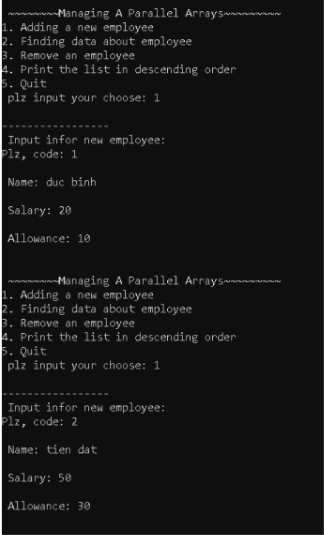 ~~~~~~~~Managing A Parallel Arrays~~~~~~~~~
1. Adding a new employee
2. Finding data about employee
3. Remove an employee
4. Print the list in descending order
5. Quit
plz input your choose: 1
-----------------
Input infor new employee:
Plz, code: 1
Name: duc binh
Salary: 20
Allowance: 10
~~~~~~~~Managing A Parallel Arrays~~~~~~~~~
1. Adding a new employee
2. Finding data about employee
3. Remove an employee
4. Print the list in descending order
5. Quit
plz input your choose: 1
-----------------
Input infor new employee:
Plz, code: 2
Name: tien dat
Salary: 50
Allowance: 30